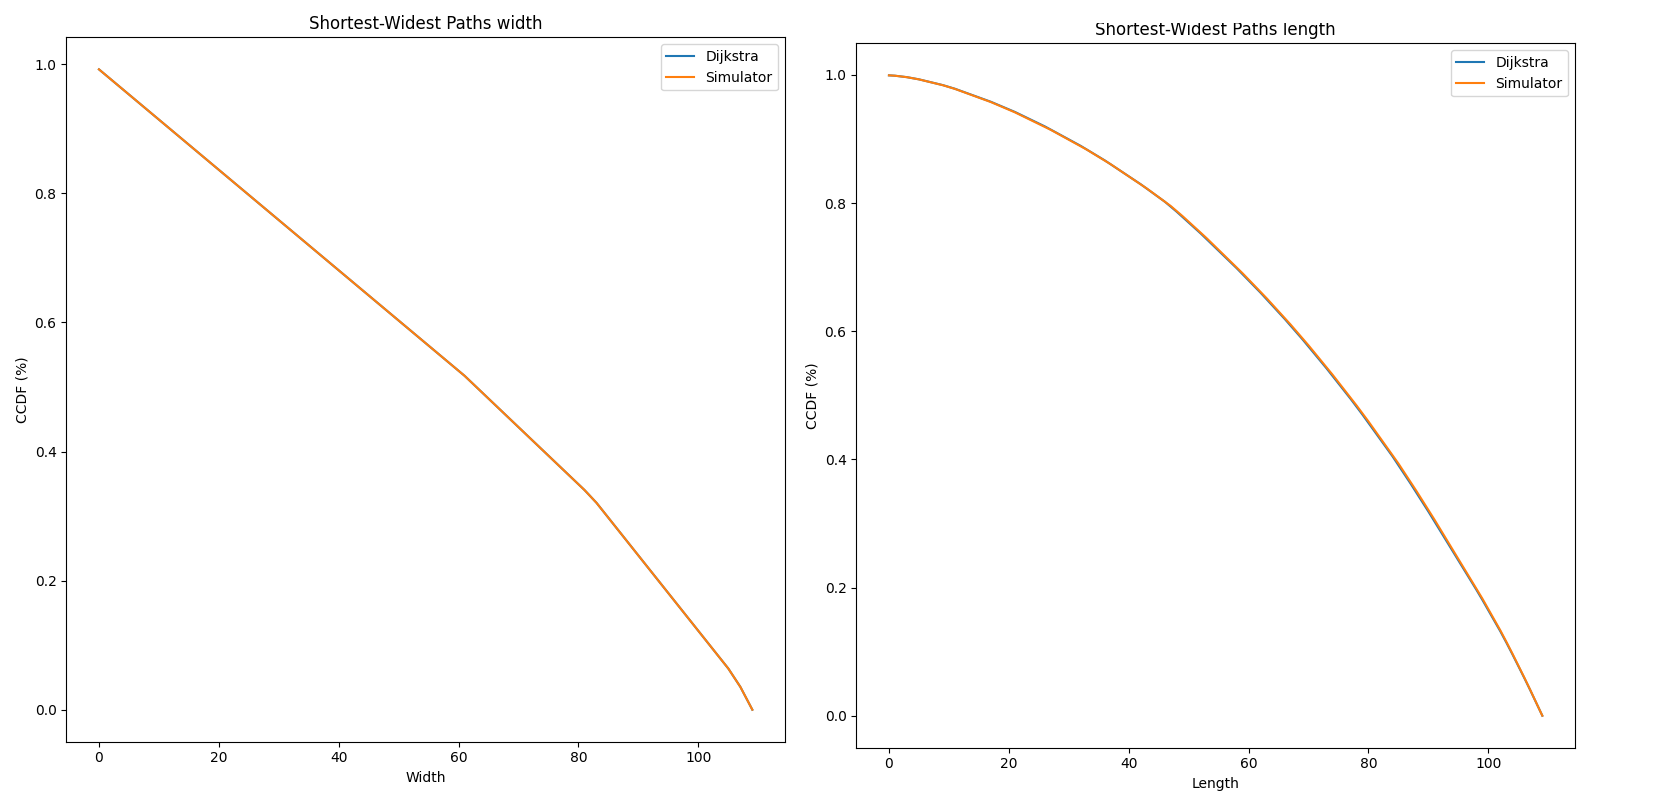 Shortest-Widest Paths width
Dijkstra
Simulator
1.0
0.8
0.6
0.4
0.2
0.0
CCDF (%)
0 20 40 60 80 100
Width
Shortest-Widest Paths length
Dijkstra
Simulator
1.0
0.8
0.6
0.4
0.2
0.0
CCDF (%)
0 20 40 60 80 100
Length